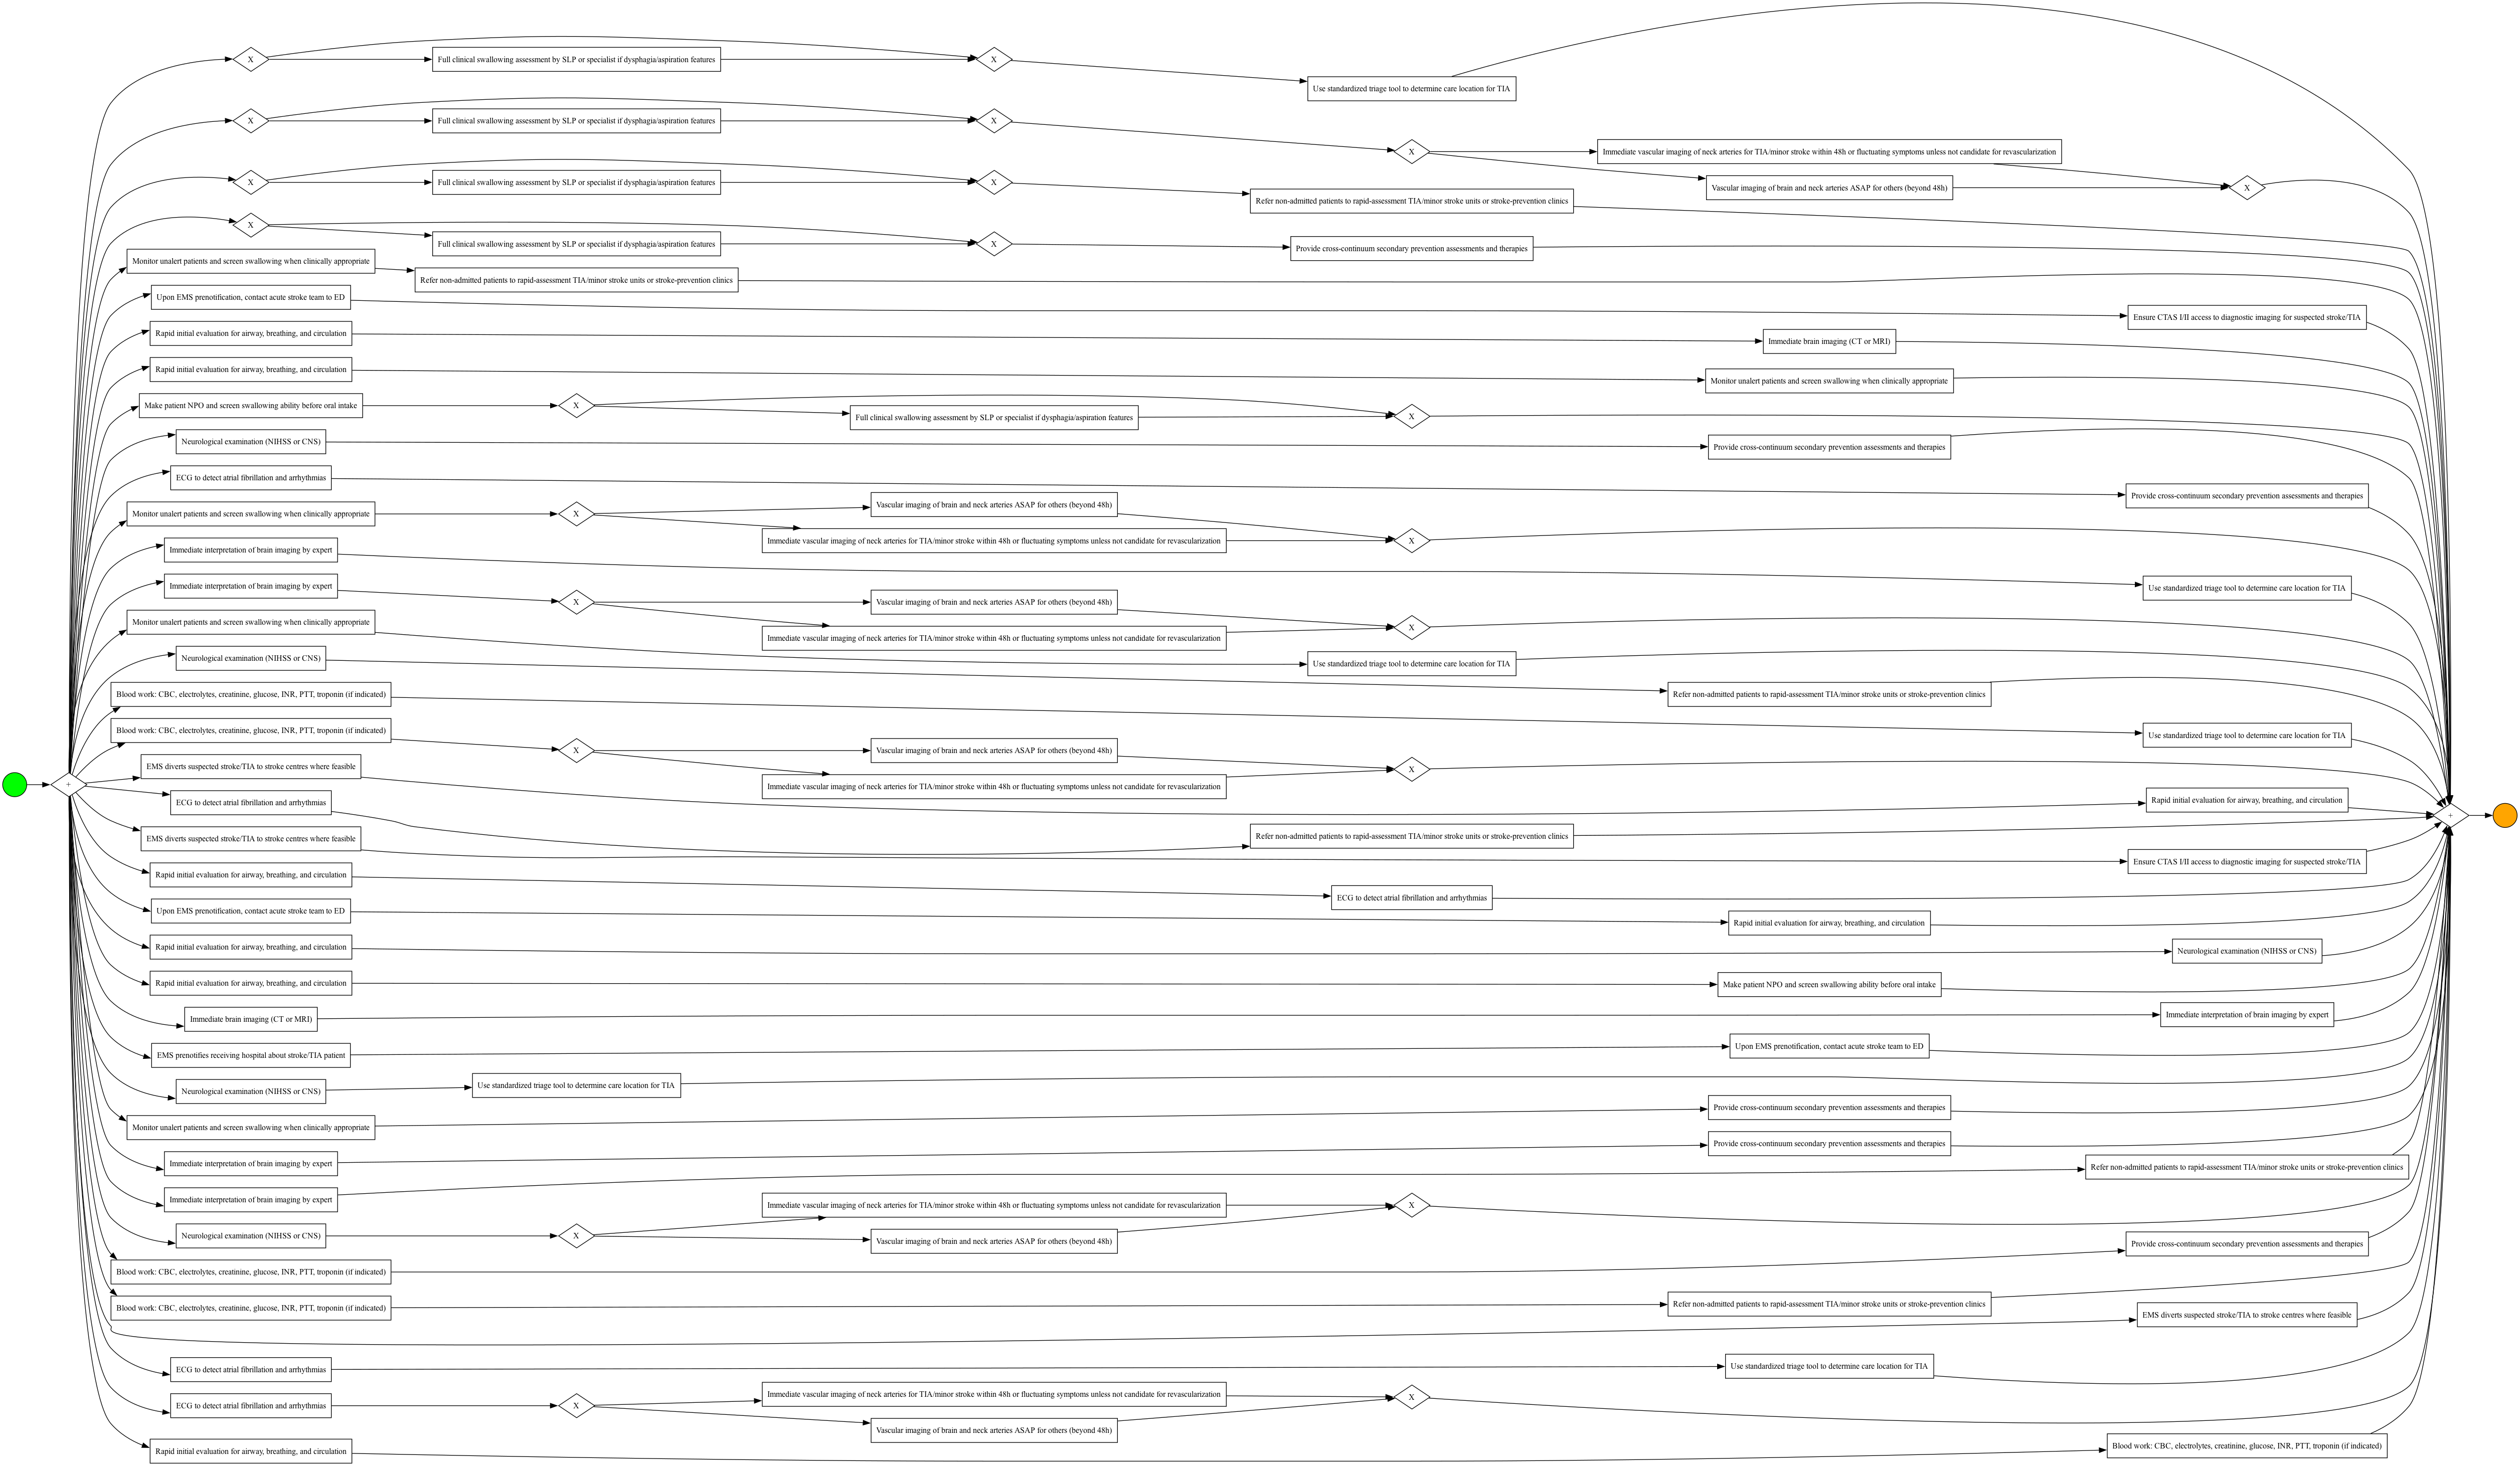 X
Full clinical swallowing assessment by SLP or specialist if dysphagia/aspiration features
X
Use standardized triage tool to determine care location for TIA
X
Full clinical swallowing assessment by SLP or specialist if dysphagia/aspiration features
X
X
Immediate vascular imaging of neck arteries for TIA/minor stroke within 48h or fluctuating symptoms unless not candidate for revascularization
Vascular imaging of brain and neck arteries ASAP for others (beyond 48h)
X
X
Full clinical swallowing assessment by SLP or specialist if dysphagia/aspiration features
X
Refer non-admitted patients to rapid-assessment TIA/minor stroke units or stroke-prevention clinics
X
Full clinical swallowing assessment by SLP or specialist if dysphagia/aspiration features
X
Provide cross-continuum secondary prevention assessments and therapies
Monitor unalert patients and screen swallowing when clinically appropriate
Refer non-admitted patients to rapid-assessment TIA/minor stroke units or stroke-prevention clinics
Upon EMS prenotification, contact acute stroke team to ED
Ensure CTAS I/II access to diagnostic imaging for suspected stroke/TIA
Rapid initial evaluation for airway, breathing, and circulation
Immediate brain imaging (CT or MRI)
Rapid initial evaluation for airway, breathing, and circulation
Monitor unalert patients and screen swallowing when clinically appropriate
Make patient NPO and screen swallowing ability before oral intake
X
Full clinical swallowing assessment by SLP or specialist if dysphagia/aspiration features
X
Neurological examination (NIHSS or CNS)
Provide cross-continuum secondary prevention assessments and therapies
ECG to detect atrial fibrillation and arrhythmias
Provide cross-continuum secondary prevention assessments and therapies
Monitor unalert patients and screen swallowing when clinically appropriate
X
Vascular imaging of brain and neck arteries ASAP for others (beyond 48h)
Immediate vascular imaging of neck arteries for TIA/minor stroke within 48h or fluctuating symptoms unless not candidate for revascularization
X
Immediate interpretation of brain imaging by expert
Use standardized triage tool to determine care location for TIA
Immediate interpretation of brain imaging by expert
X
Vascular imaging of brain and neck arteries ASAP for others (beyond 48h)
Immediate vascular imaging of neck arteries for TIA/minor stroke within 48h or fluctuating symptoms unless not candidate for revascularization
X
Monitor unalert patients and screen swallowing when clinically appropriate
Use standardized triage tool to determine care location for TIA
Neurological examination (NIHSS or CNS)
Refer non-admitted patients to rapid-assessment TIA/minor stroke units or stroke-prevention clinics
Blood work: CBC, electrolytes, creatinine, glucose, INR, PTT, troponin (if indicated)
Use standardized triage tool to determine care location for TIA
Blood work: CBC, electrolytes, creatinine, glucose, INR, PTT, troponin (if indicated)
X
Vascular imaging of brain and neck arteries ASAP for others (beyond 48h)
Immediate vascular imaging of neck arteries for TIA/minor stroke within 48h or fluctuating symptoms unless not candidate for revascularization
X
+
EMS diverts suspected stroke/TIA to stroke centres where feasible
Rapid initial evaluation for airway, breathing, and circulation
+
ECG to detect atrial fibrillation and arrhythmias
Refer non-admitted patients to rapid-assessment TIA/minor stroke units or stroke-prevention clinics
EMS diverts suspected stroke/TIA to stroke centres where feasible
Ensure CTAS I/II access to diagnostic imaging for suspected stroke/TIA
Rapid initial evaluation for airway, breathing, and circulation
ECG to detect atrial fibrillation and arrhythmias
Upon EMS prenotification, contact acute stroke team to ED
Rapid initial evaluation for airway, breathing, and circulation
Rapid initial evaluation for airway, breathing, and circulation
Neurological examination (NIHSS or CNS)
Rapid initial evaluation for airway, breathing, and circulation
Make patient NPO and screen swallowing ability before oral intake
Immediate brain imaging (CT or MRI)
Immediate interpretation of brain imaging by expert
EMS prenotifies receiving hospital about stroke/TIA patient
Upon EMS prenotification, contact acute stroke team to ED
Neurological examination (NIHSS or CNS)
Use standardized triage tool to determine care location for TIA
Monitor unalert patients and screen swallowing when clinically appropriate
Provide cross-continuum secondary prevention assessments and therapies
Immediate interpretation of brain imaging by expert
Provide cross-continuum secondary prevention assessments and therapies
Immediate interpretation of brain imaging by expert
Refer non-admitted patients to rapid-assessment TIA/minor stroke units or stroke-prevention clinics
Neurological examination (NIHSS or CNS)
X
Immediate vascular imaging of neck arteries for TIA/minor stroke within 48h or fluctuating symptoms unless not candidate for revascularization
Vascular imaging of brain and neck arteries ASAP for others (beyond 48h)
X
Blood work: CBC, electrolytes, creatinine, glucose, INR, PTT, troponin (if indicated)
Provide cross-continuum secondary prevention assessments and therapies
Blood work: CBC, electrolytes, creatinine, glucose, INR, PTT, troponin (if indicated)
Refer non-admitted patients to rapid-assessment TIA/minor stroke units or stroke-prevention clinics
EMS diverts suspected stroke/TIA to stroke centres where feasible
ECG to detect atrial fibrillation and arrhythmias
Use standardized triage tool to determine care location for TIA
ECG to detect atrial fibrillation and arrhythmias
X
Immediate vascular imaging of neck arteries for TIA/minor stroke within 48h or fluctuating symptoms unless not candidate for revascularization
Vascular imaging of brain and neck arteries ASAP for others (beyond 48h)
X
Rapid initial evaluation for airway, breathing, and circulation
Blood work: CBC, electrolytes, creatinine, glucose, INR, PTT, troponin (if indicated)